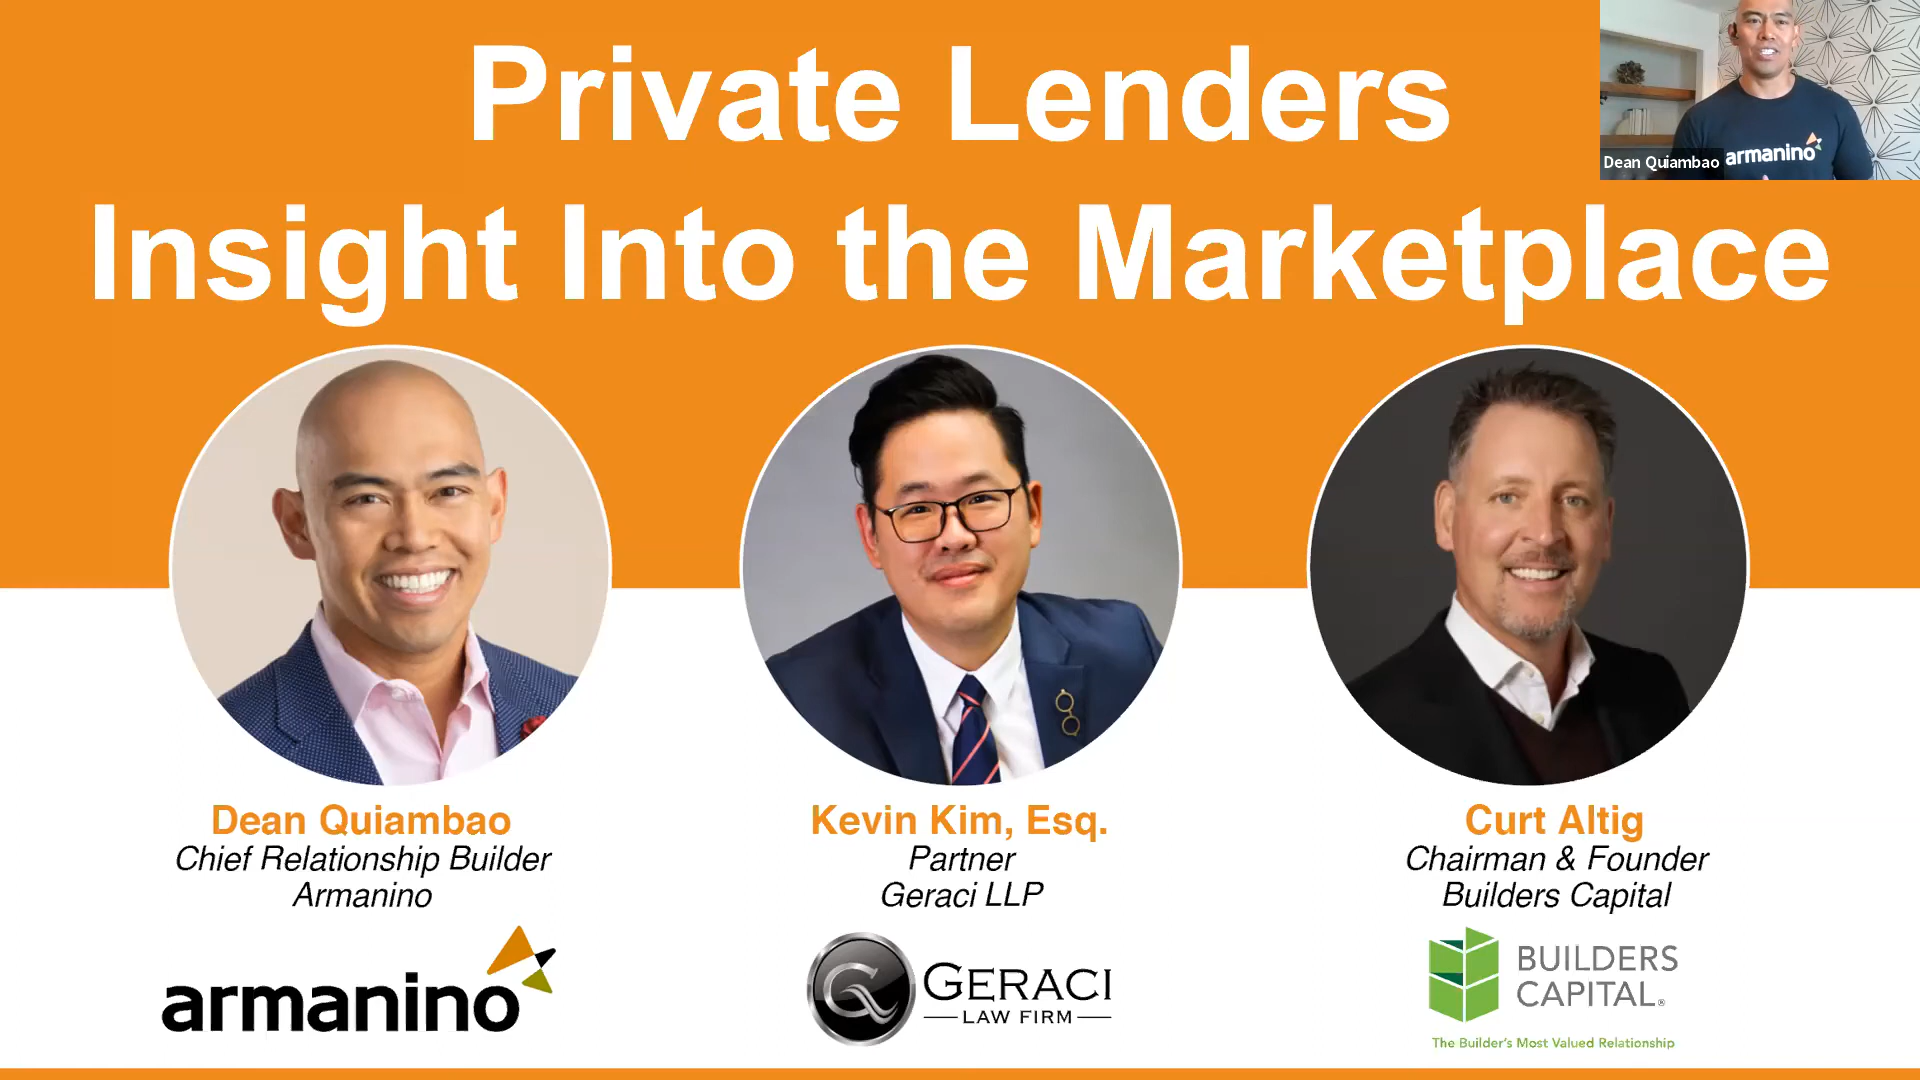 Private Lenders
Insight Into the Marketplace
Dean Quiambao
armanino
Dean Quiambao
Chief Relationship Builder
Armanino
armanino
Kevin Kim, Esq.
Partner
Geraci LLP
GERACI
LAW FIRM
Curt Altig
Chairman & Founder
Builders Capital
BUILDERS
CAPITAL®
The Builder's Most Valued Relationship